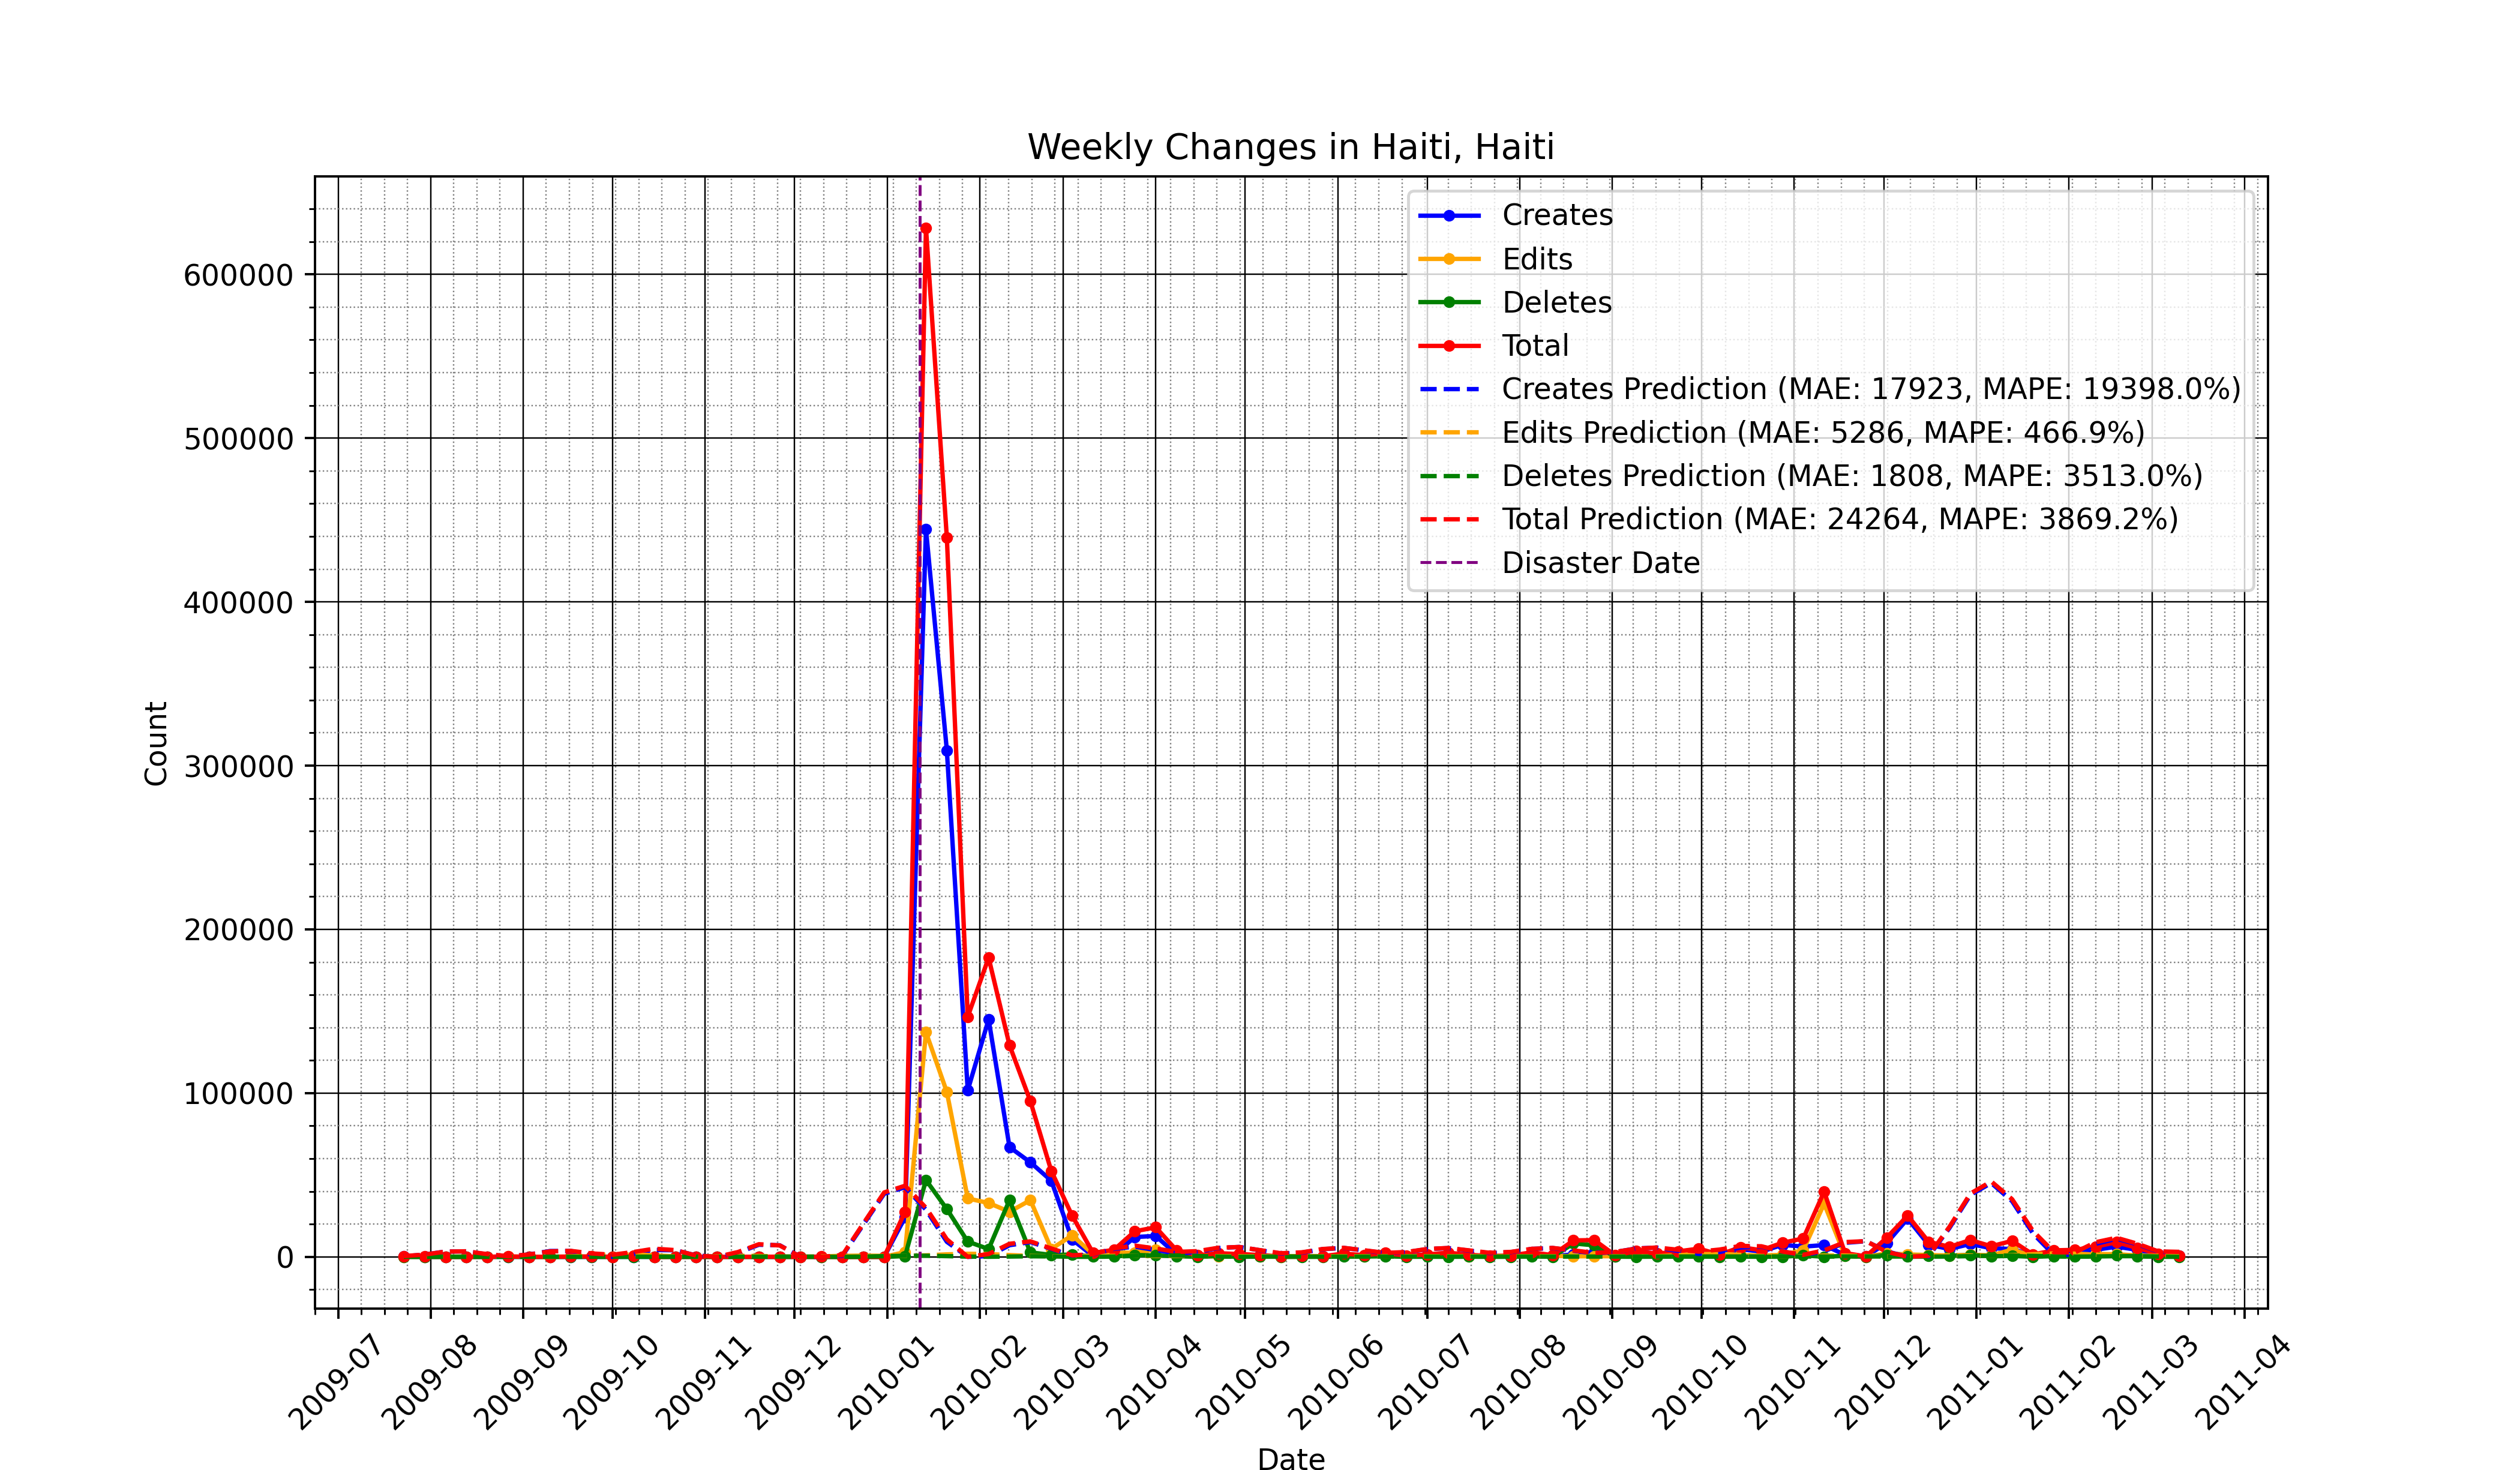 Weekly Changes in Haiti, Haiti
Creates
Edits
Deletes
Total
Creates Prediction (MAE: 17923, MAPE: 19398.0%)
Edits Prediction (MAE: 5286, MAPE: 466.9%)
Deletes Prediction (MAE: 1808, MAPE: 3513.0%)
Total Prediction (MAE: 24264, MAPE: 3869.2%)
Disaster Date
Count
600000
500000
400000
300000
200000
100000
0
2009-07
2009-08
2009-09
2009-10
2009-11
2009-12
2010-01
2010-02
2010-03
2010-04
2010-05
2010-06
2010-07
2010-08
2010-09
2010-10
2010-11
2010-12
2011-01
2011-02
2011-03
2011-04
Date